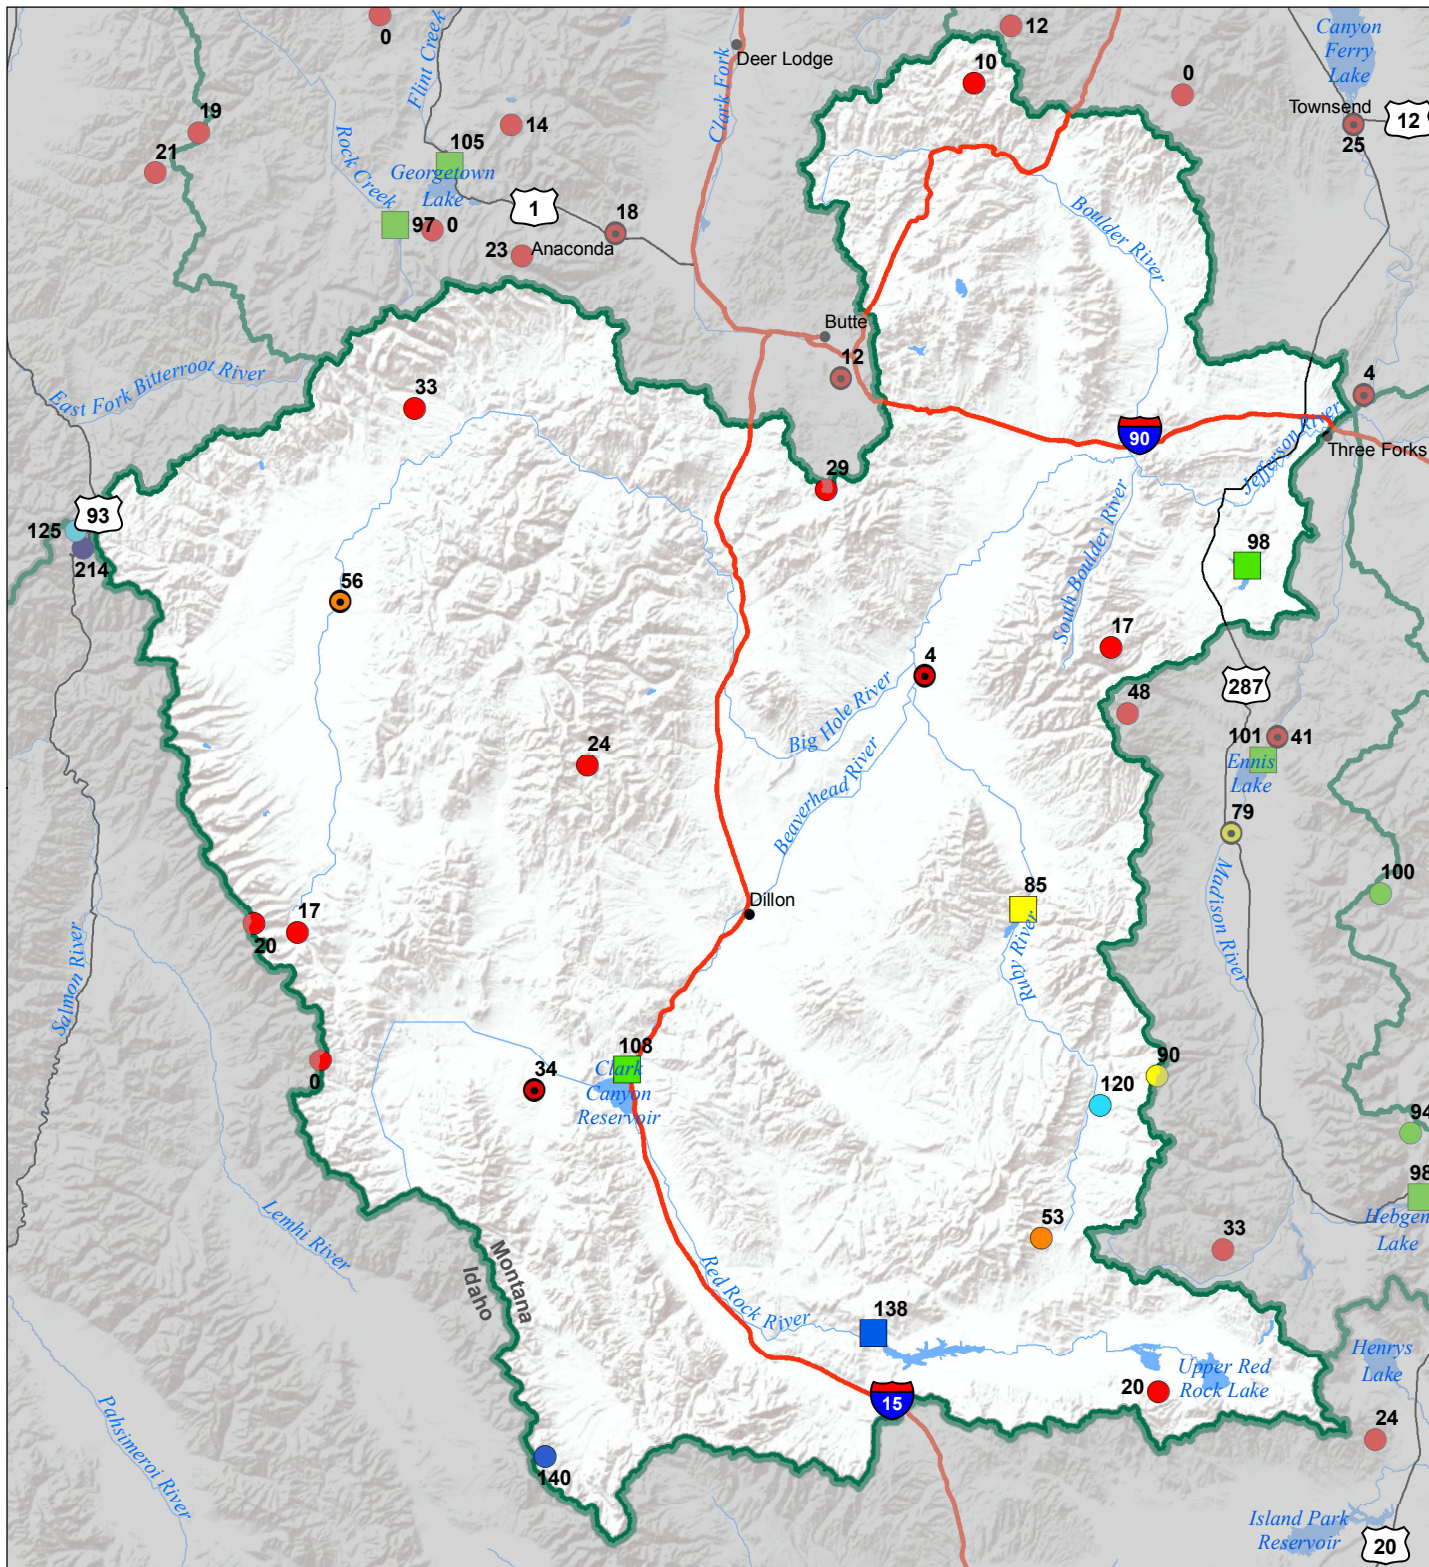 0
12
Canyon
Ferry
Lake
Flint Creek
Deer Lodge
Clark Fork
10
0
Townsend
12
25
19
21
14
Rock Creek
105
Georgetown
Lake
1
97
0
18
23
Anaconda
Boulder River
Butte
12
East Fork Bitterroot River
33
4
90
Jefferson River
Three Forks
29
93
125
214
South Boulder River
98
56
17
4
287
48
Big Hole River
101
41
Ennis
Lake
24
Beaverhead River
79
Madison River
100
85
Ruby River
Dillon
17
20
Salmon River
108
Clark
Canyon
Reservoir
34
0
90
120
94
98
Hebgen
Lake
Lemhi River
53
33
Montana
Idaho
Red Rock River
138
Upper Red
Rock Lake
20
Henrys
Lake
15
24
Pahsimeroi River
140
Island Park
Reservoir
20